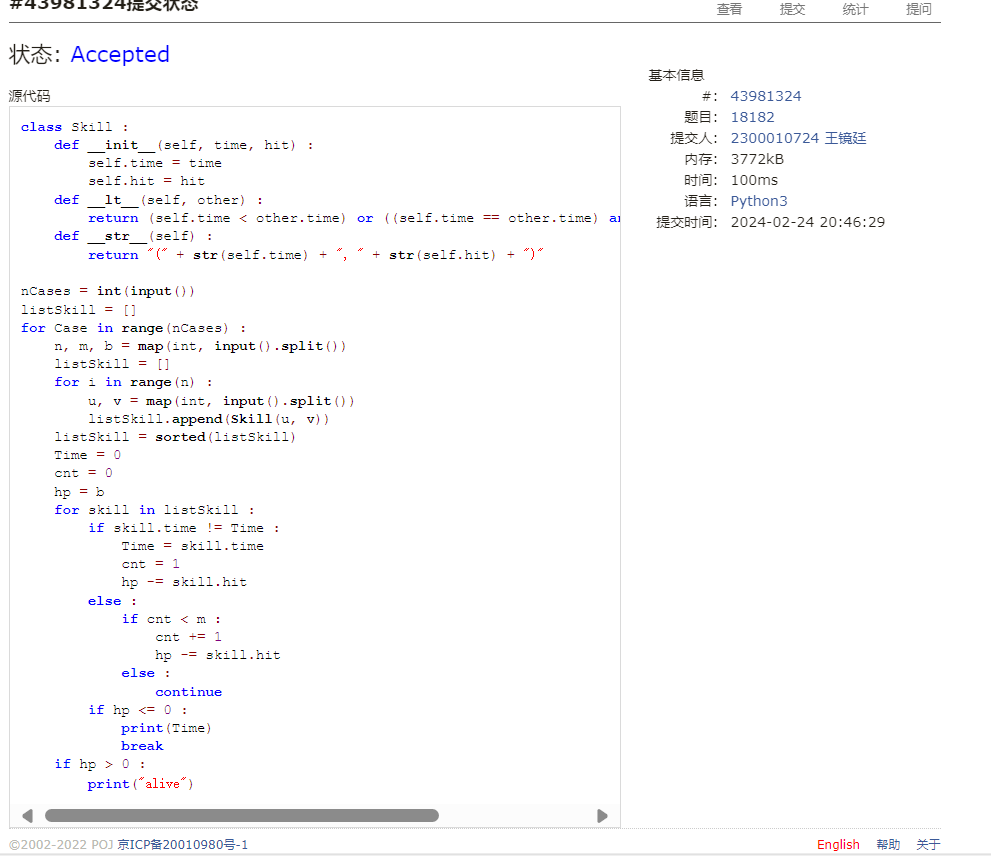 #43981324提交状态
查看 提交 统计 提问
状态: Accepted
源代码
class Skill :
    def __init__(self, time, hit) :
        self.time = time
        self.hit = hit
    def __lt__(self, other) :
        return (self.time < other.time) or ((self.time == other.time) an
    def __str__(self) :
        return "(" + str(self.time) + ", " + str(self.hit) + ")"
nCases = int(input())
listSkill = []
for Case in range(nCases) :
    n, m, b = map(int, input().split())
    listSkill = []
    for i in range(n) :
        u, v = map(int, input().split())
        listSkill.append(Skill(u, v))
    listSkill = sorted(listSkill)
    Time = 0
    cnt = 0
    hp = b
    for skill in listSkill :
        if skill.time != Time :
            Time = skill.time
            cnt = 1
            hp -= skill.hit
        else :
            if cnt < m :
                cnt += 1
                hp -= skill.hit
            else :
                continue
        if hp <= 0 :
            print(Time)
            break
    if hp > 0 :
        print("alive")
基本信息
#: 43981324
题目: 18182
提交人: 2300010724 王镜廷
内存: 3772kB
时间: 100ms
语言: Python3
提交时间: 2024-02-24 20:46:29
©2002-2022 POJ 京ICP备20010980号-1
English 帮助 关于